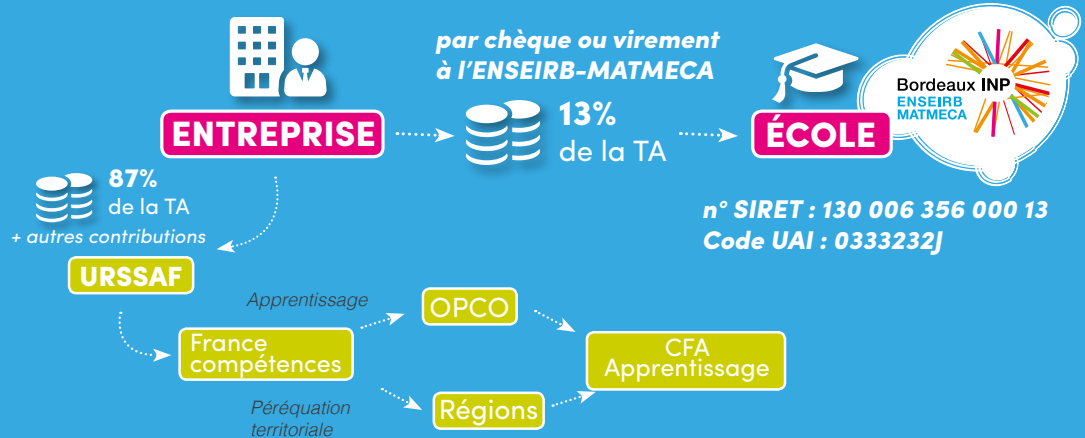 par chèque ou virement
à l'ENSEIRB-MATMECA
ENTREPRISE
13%
de la TA
ÉCOLE
Bordeaux INP
ENSEIRB
MATMECA
n° SIRET : 130 006 356 000 13
Code UAI : 0333232J
87%
de la TA
+ autres contributions
URSSAF
Apprentissage
OPCO
France
compétences
CFA
Apprentissage
Péréquation
territoriale
Régions